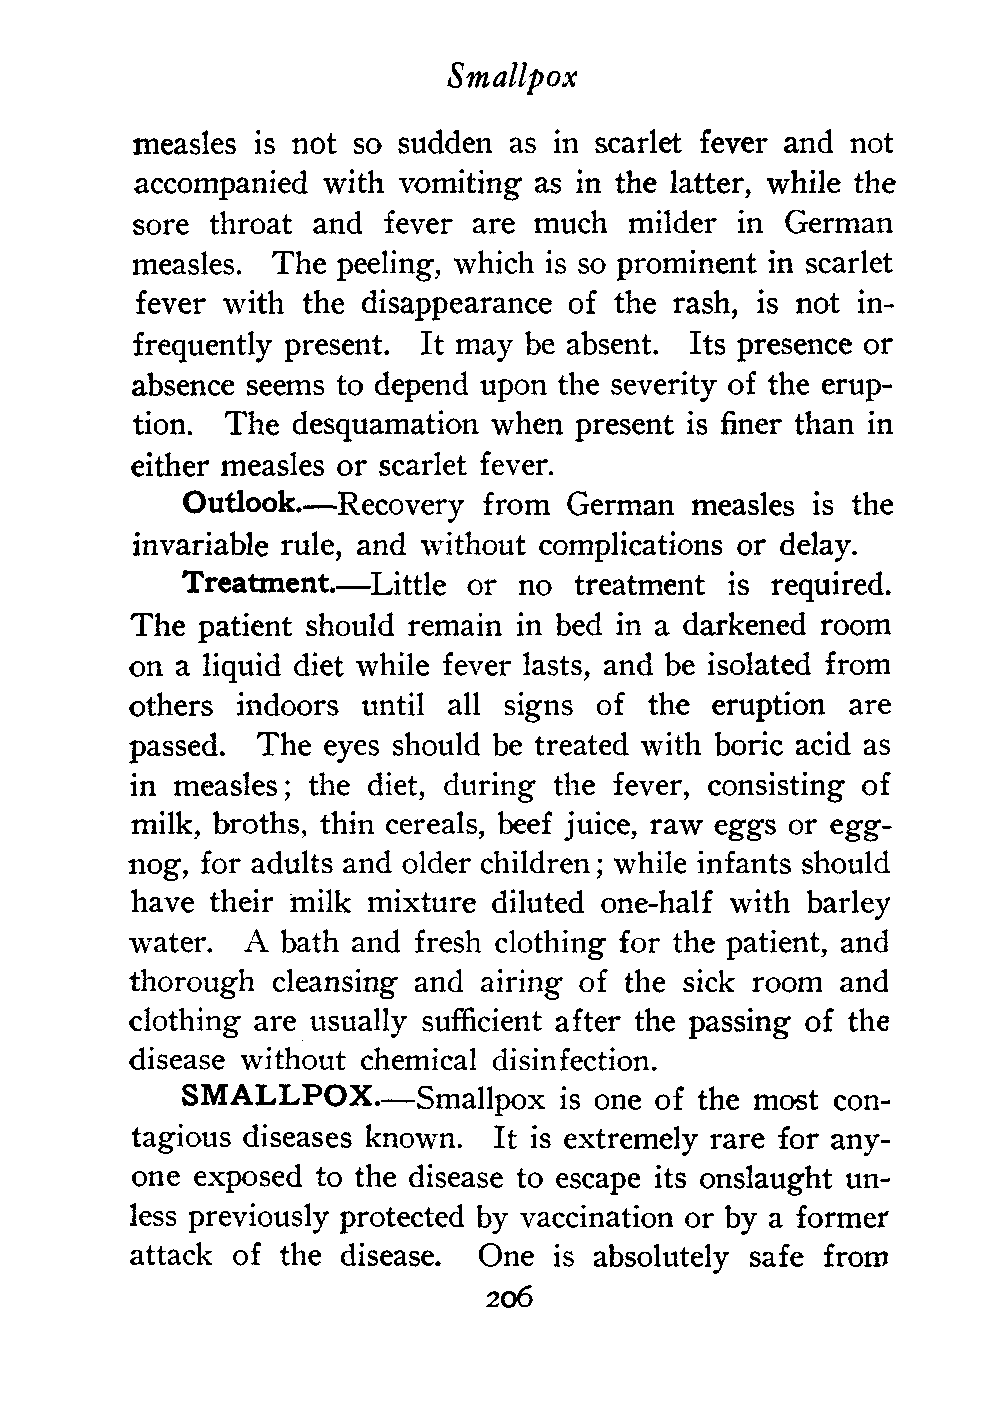 Smallpox
measles is not so sudden as in scarlet fever and not
accompanied with vomiting as in the latter, while the
sore throat and fever are much milder in German
measles. The peeling, which is so prominent in scarlet
fever with the disappearance of the rash, is not in-
frequently present. It may be absent. Its presence or
absence seems to depend upon the severity of the erup-
tion. The desquamation when present is finer than in
either measles or scarlet fever.
Outlook.—Recovery from German measles is the
invariable rule, and without complications or delay.
Treatment.—Little or no treatment is required.
The patient should remain in bed in a darkened room
on a liquid diet while fever lasts, and be isolated from
others indoors until all signs of the eruption are
passed. The eyes should be treated with boric acid as
in measles; the diet, during the fever, consisting of
milk, broths, thin cereals, beef juice, raw eggs or egg-
nog, for adults and older children; while infants should
have their milk mixture diluted one-half with barley
water. A bath and fresh clothing for the patient, and
thorough cleansing and airing of the sick room and
clothing are usually sufficient after the passing of the
disease without chemical disinfection.
SMALLPOX.—Smallpox is one of the most con-
tagious diseases known. It is extremely rare for any-
one exposed to the disease to escape its onslaught un-
less previously protected by vaccination or by a former
attack of the disease. One is absolutely safe from
206